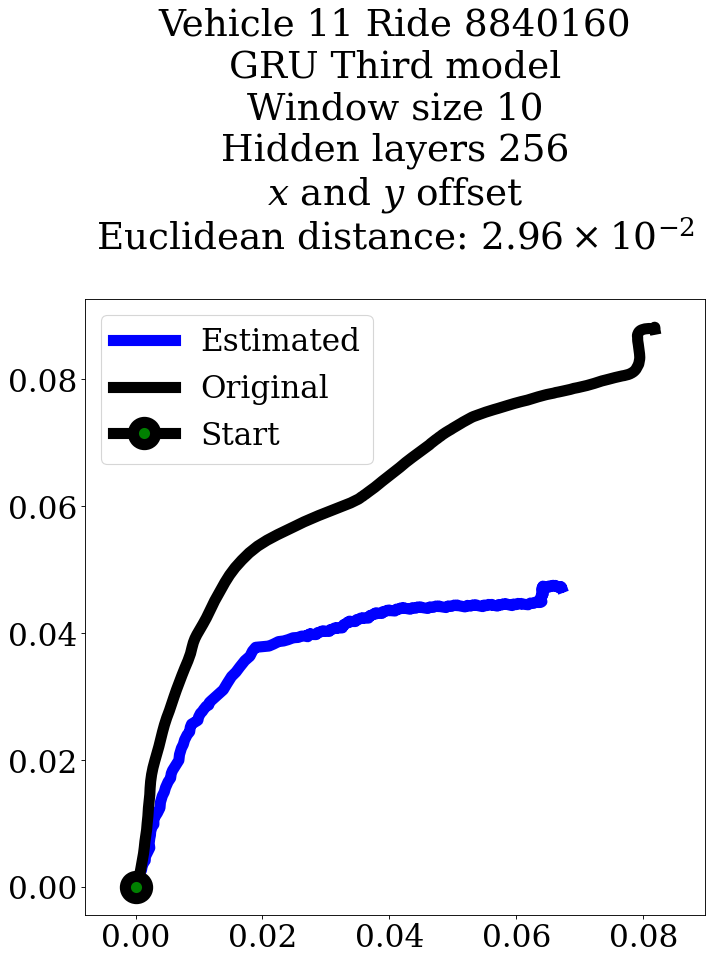 Vehicle 11 Ride 8840160
GRU Third model
Window size 10
Hidden layers 256
x and y offset
Euclidean distance: 2.96 × 10⁻²
Estimated
Original
Start
0.08
0.06
0.04
0.02
0.00
0.00 0.02 0.04 0.06 0.08